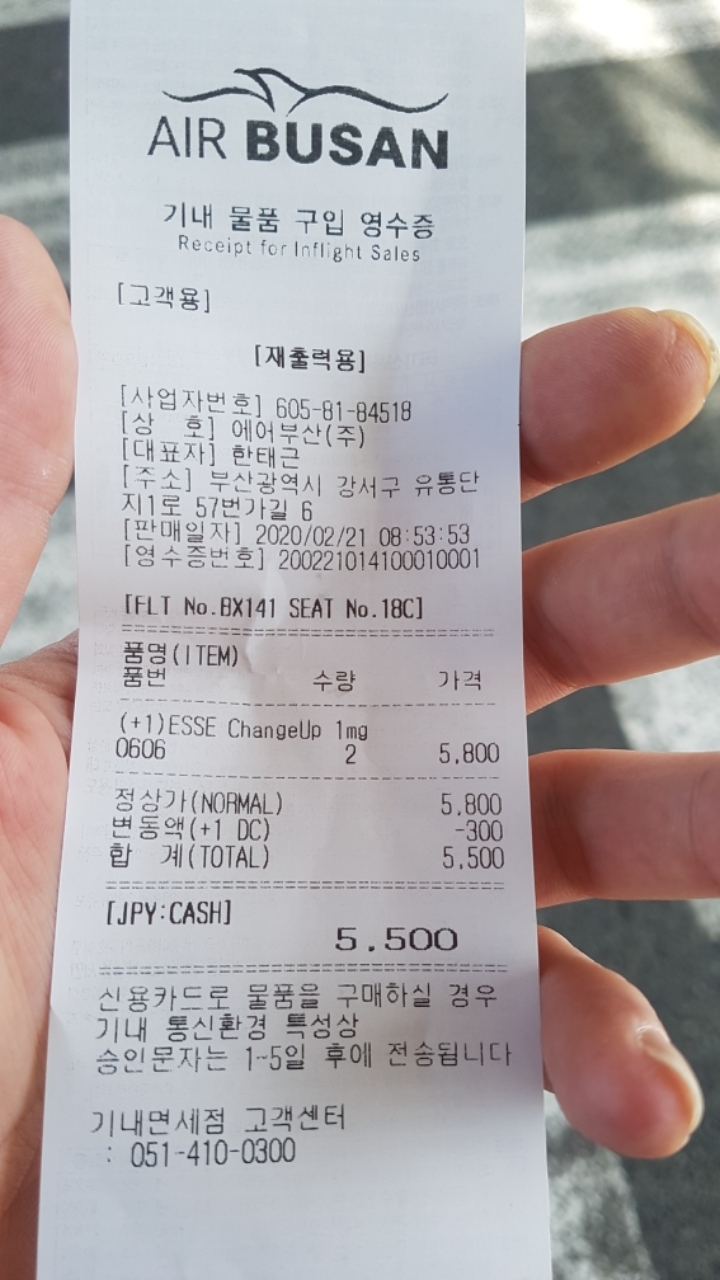 AIR BUSAN
기내 물품 구입 영수증
Receipt for Inflight Sales
[고객용]
[재출력용]
[사업자번호] 605-81-84518
[상 호] 에어부산(주)
[대표자] 한태근
[주소] 부산광역시 강서구 유통단
지1로 57번가길 6
[판매일자] 2020/02/21 08:53:53
[영수증번호] 200221014100010001
[FLT No.BX141 SEAT No.18C]
품명(ITEM)
품번 수량 가격
(+1)ESSE ChangeUp 1mg
0606 2 5,800
정상가(NORMAL) 5,800
변동액(+1 DC) -300
합 계(TOTAL) 5,500
[JPY:CASH]
5,500
신용카드로 물품을 구매하실 경우
기내 통신환경 특성상
승인문자는 1~5일 후에 전송됩니다
기내면세점 고객센터
: 051-410-0300